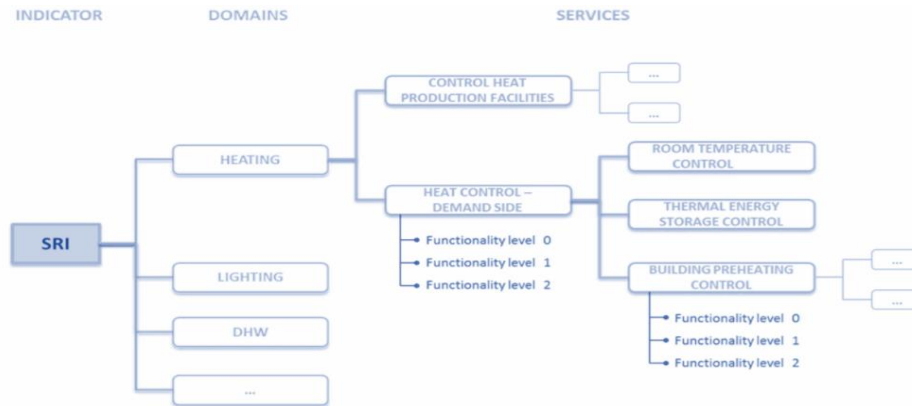 INDICATOR DOMAINS SERVICES
CONTROL HEAT
PRODUCTION FACILITIES
...
...
HEATING
ROOM TEMPERATURE
CONTROL
HEAT CONTROL –
DEMAND SIDE
THERMAL ENERGY
STORAGE CONTROL
SRI
Functionality level 0
Functionality level 1
Functionality level 2
LIGHTING
BUILDING PREHEATING
CONTROL
...
...
DHW
Functionality level 0
Functionality level 1
Functionality level 2
...